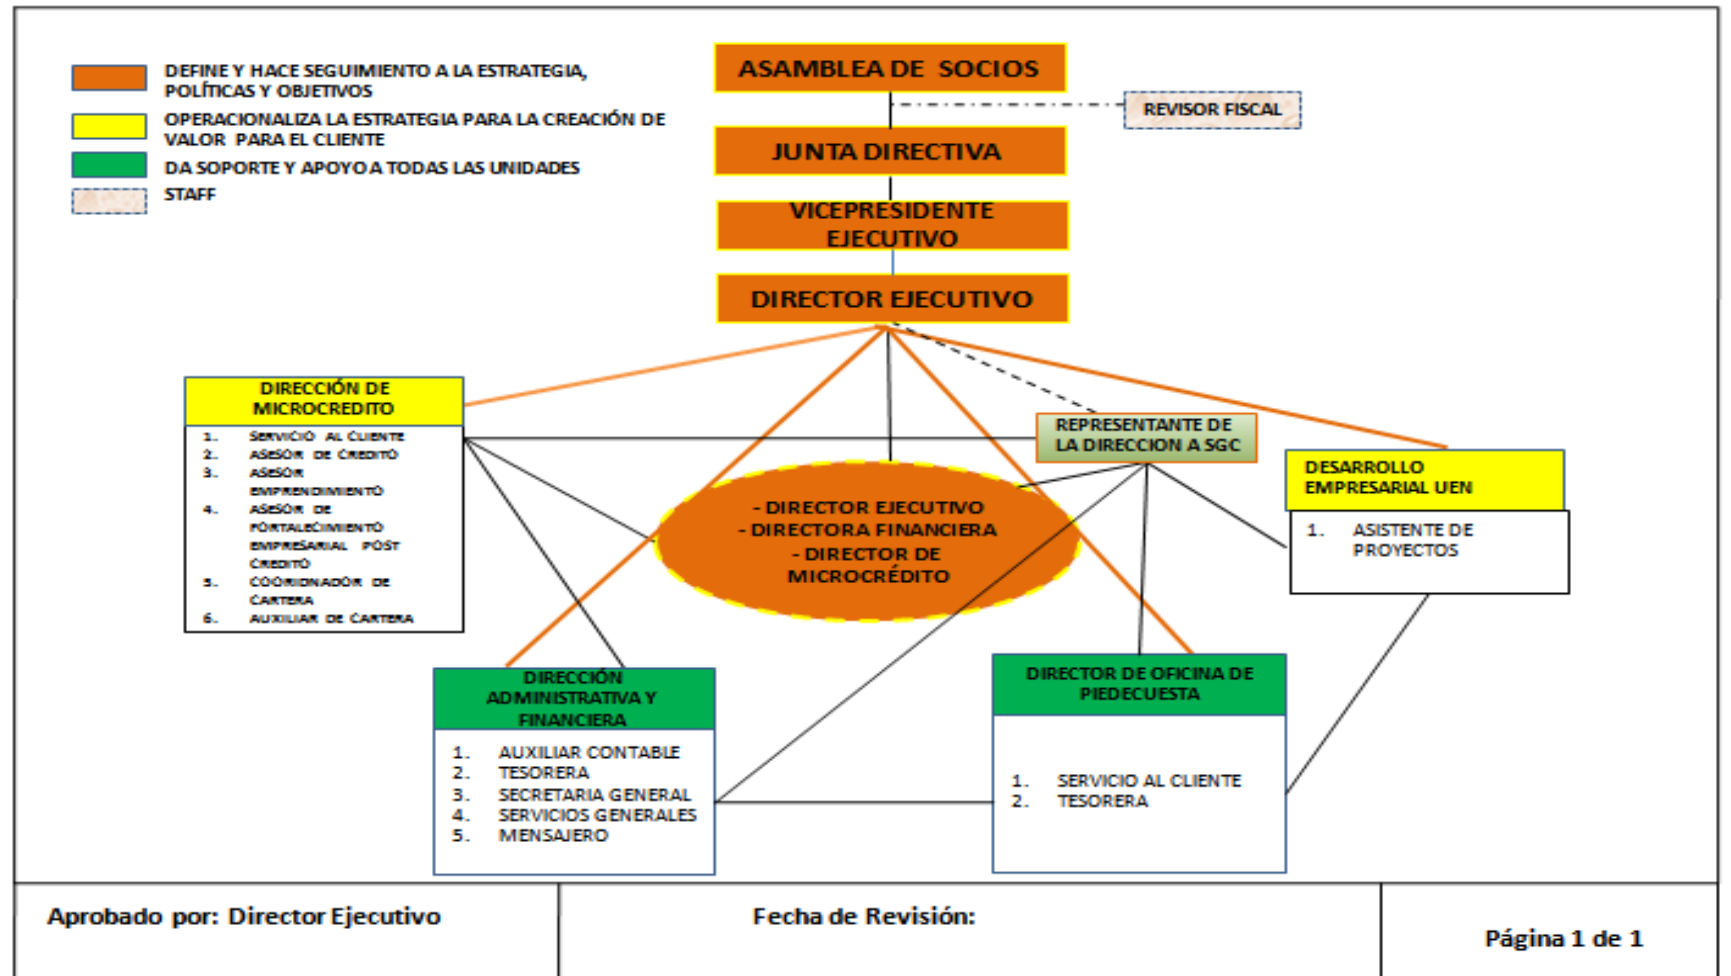 DEFINE Y HACE SEGUIMIENTO A LA ESTRATEGIA,
POLÍTICAS Y OBJETIVOS
OPERACIONALIZA LA ESTRATEGIA PARA LA CREACIÓN DE
VALOR PARA EL CLIENTE
DA SOPORTE Y APOYO A TODAS LAS UNIDADES
STAFF
ASAMBLEA DE SOCIOS
REVISOR FISCAL
JUNTA DIRECTIVA
VICEPRESIDENTE
EJECUTIVO
DIRECTOR EJECUTIVO
DIRECCIÓN DE
MICROCREDITO
1. SERVICIO AL CLIENTE
2. ASESOR DE CREDITO
3. ASESOR
EMPRENDIMIENTO
4. ASESOR DE
FORTALECIMIENTO
EMPRESARIAL POST
CREDITO
5. COORIDNADOR DE
CARTERA
6. AUXILIAR DE CARTERA
REPRESENTANTE DE
LA DIRECCION A SGC
DESARROLLO
EMPRESARIAL UEN
1. ASISTENTE DE
PROYECTOS
- DIRECTOR EJECUTIVO
- DIRECTORA FINANCIERA
- DIRECTOR DE
MICROCRÉDITO
DIRECCIÓN
ADMINISTRATIVA Y
FINANCIERA
1. AUXILIAR CONTABLE
2. TESORERA
3. SECRETARIA GENERAL
4. SERVICIOS GENERALES
5. MENSAJERO
DIRECTOR DE OFICINA DE
PIEDECUESTA
1. SERVICIO AL CLIENTE
2. TESORERA
Aprobado por: Director Ejecutivo
Fecha de Revisión:
Página 1 de 1